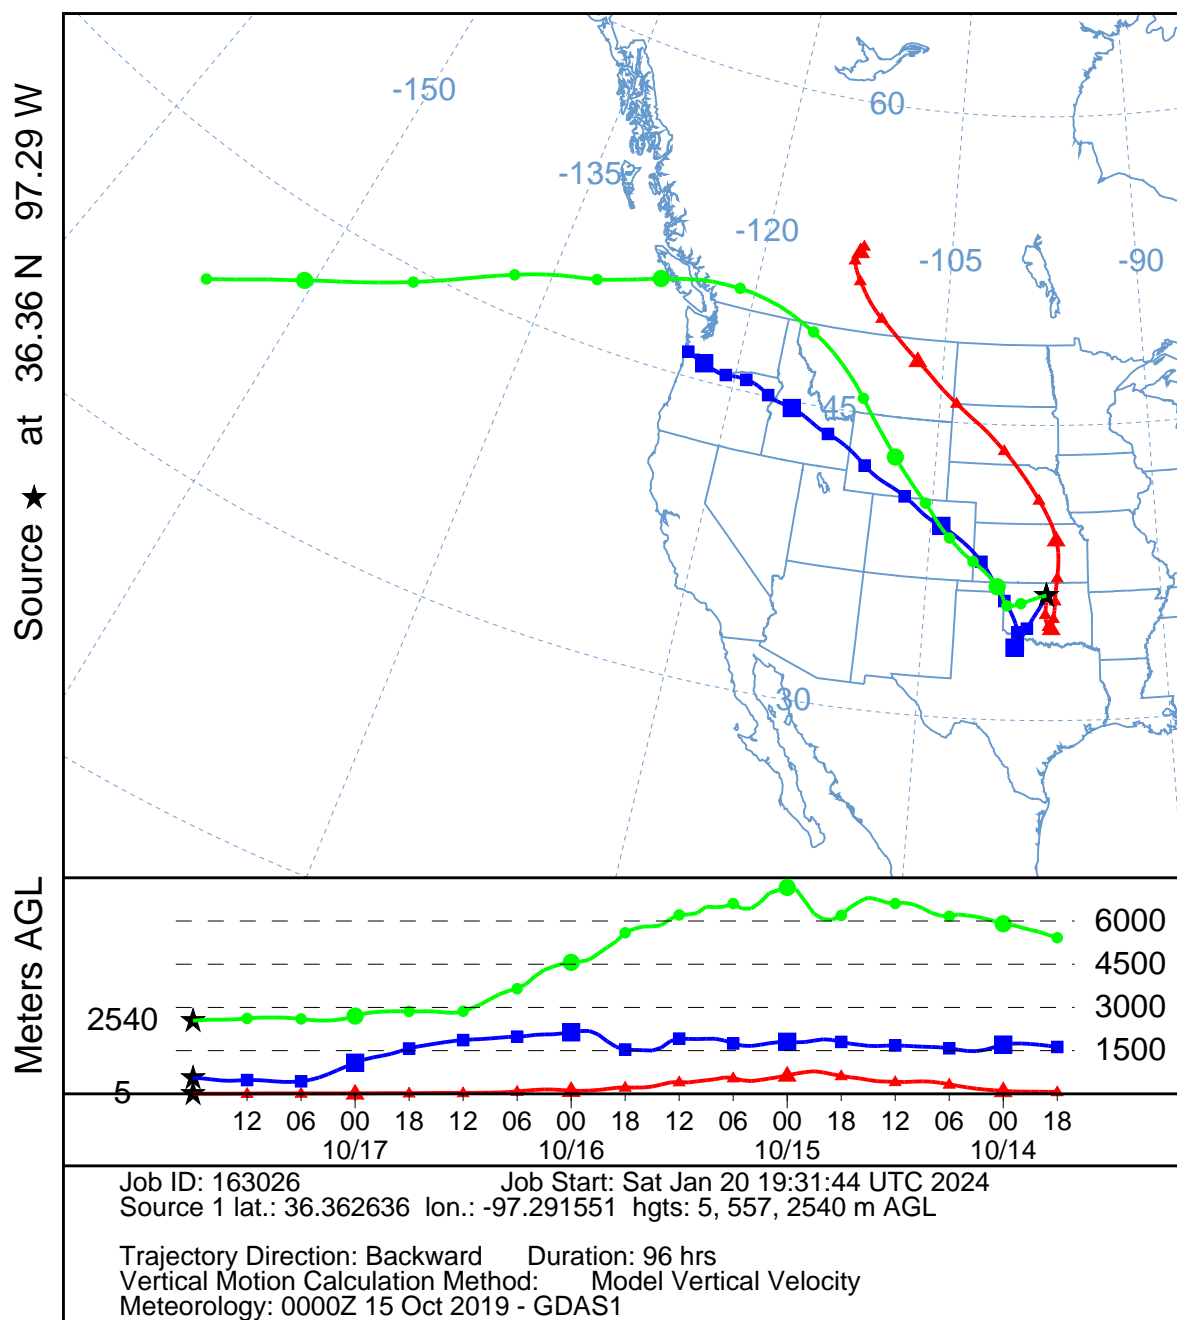 Source ★ at 36.36 N 97.29 W
-150
60
-135
-120
-105
-90
45
30
Meters AGL
6000
4500
3000
2540
1500
5
12 06 00 18 12 06 00 18 12 06 00 18 12 06 00 18
10/17 10/16 10/15 10/14
Job ID: 163026 Job Start: Sat Jan 20 19:31:44 UTC 2024
Source 1 lat.: 36.362636 lon.: -97.291551 hgts: 5, 557, 2540 m AGL
Trajectory Direction: Backward Duration: 96 hrs
Vertical Motion Calculation Method: Model Vertical Velocity
Meteorology: 0000Z 15 Oct 2019 - GDAS1